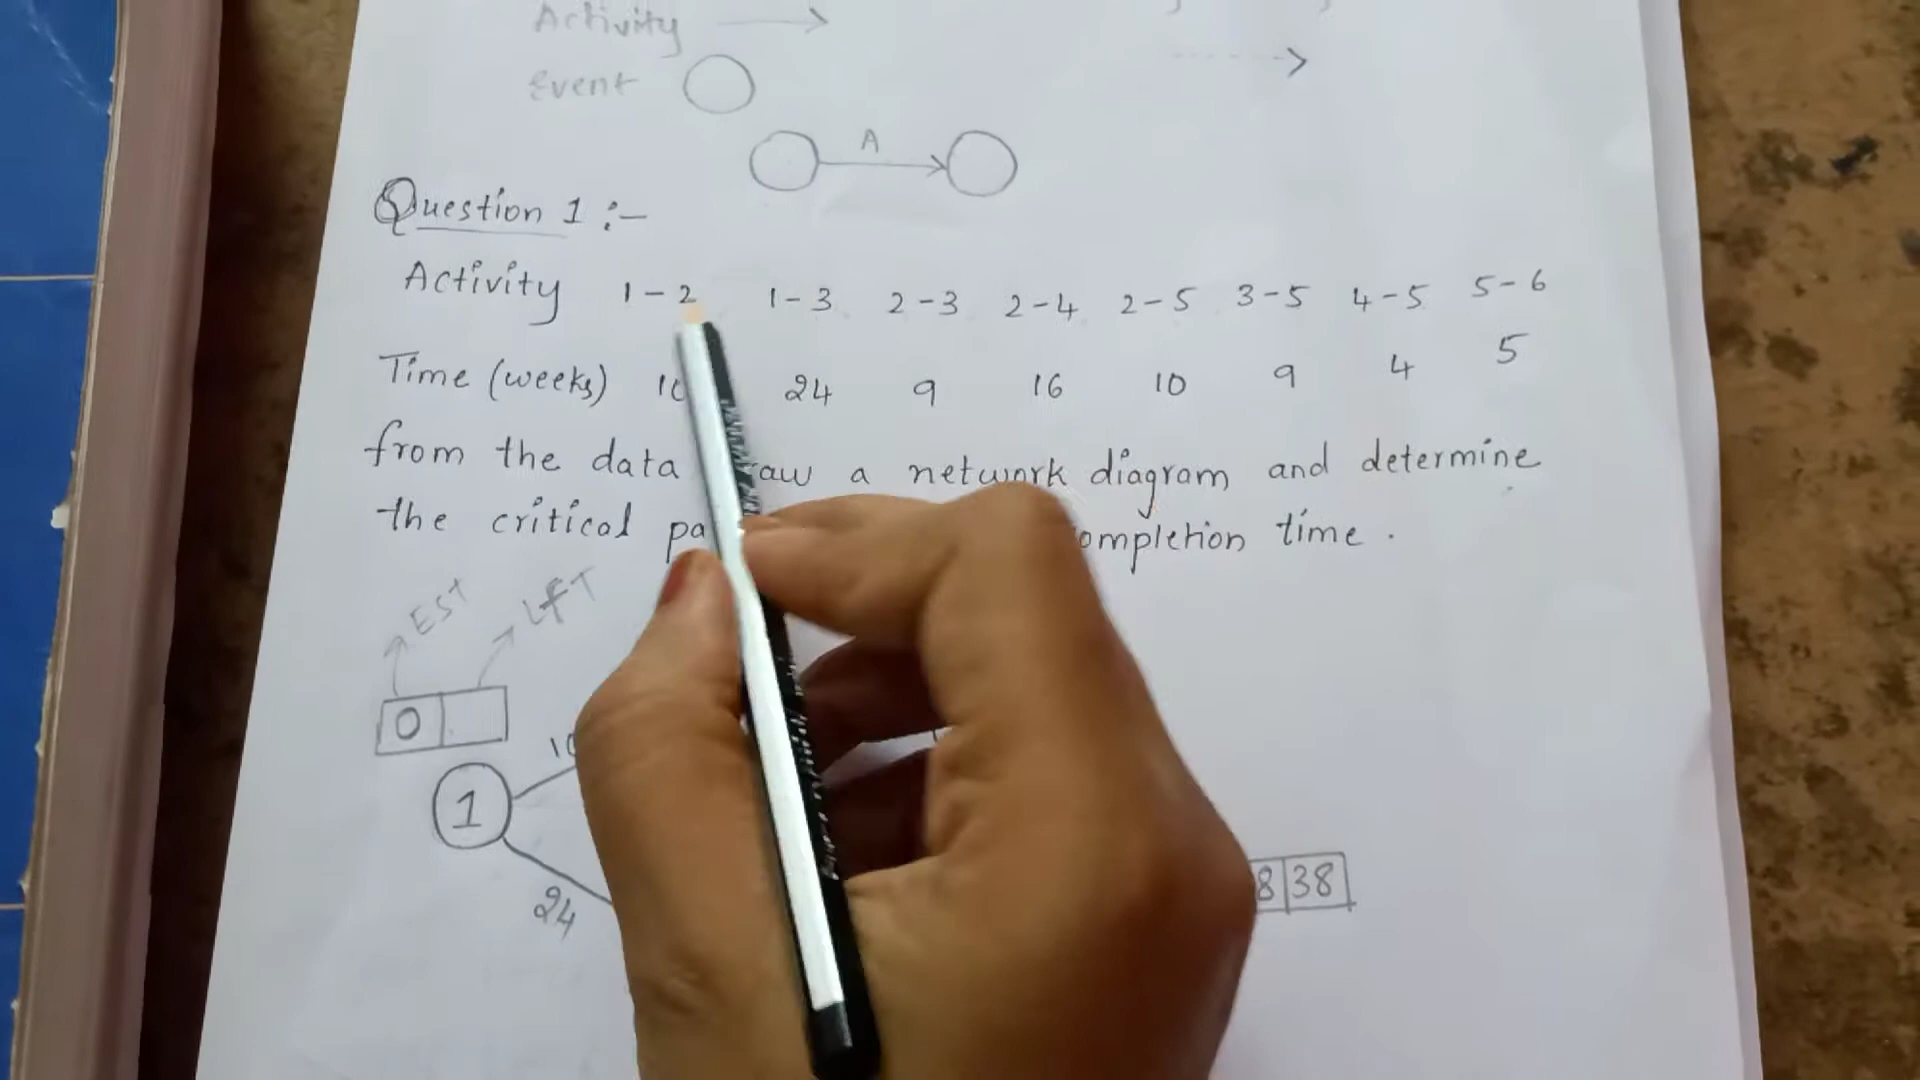 Activity
Event
A
Question 1 :-
Activity 1-2 1-3 2-3 2-4 2-5 3-5 4-5 5-6
Time (weeks) 24 9 16 10 9 4 5
from the data a network diagram and determine
the critical time .
EST LFT
0
1
24
38